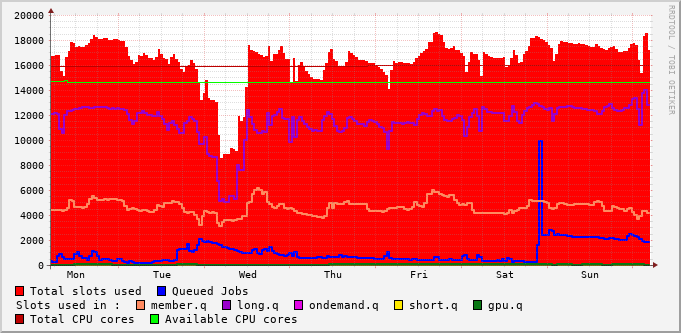 20000
18000
16000
14000
12000
10000
8000
6000
4000
2000
0
Mon Tue Wed Thu Fri Sat Sun
RRDTOOL / TOBI OETIKER
Total slots used Queued Jobs
Slots used in : member.q long.q ondemand.q short.q gpu.q
Total CPU cores Available CPU cores